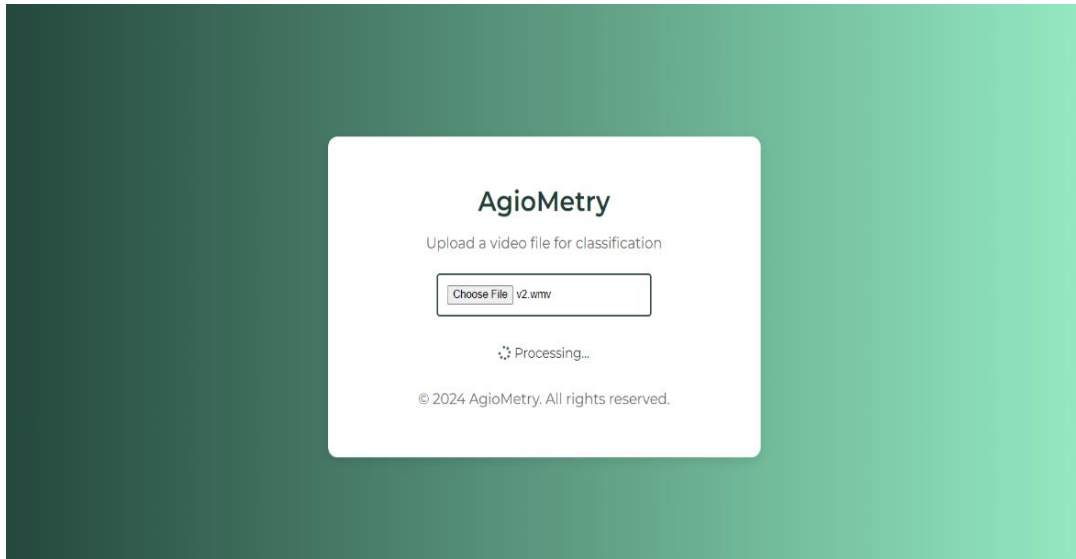 AgioMetry
Upload a video file for classification
Choose File v2.wmv
Processing...
© 2024 AgioMetry. All rights reserved.